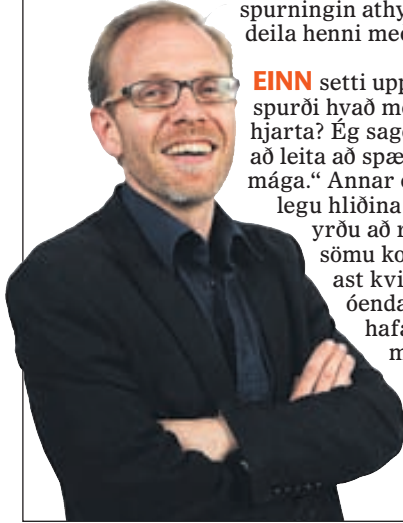 spurningin athy
deila henni með
EINN setti upp
spurði hvað me
hjarta? Ég sag
að leita að spæ
mága.“ Annar
legu hliðina
yrðu að
sömu ko
ast kvi
óenda
hafa
m